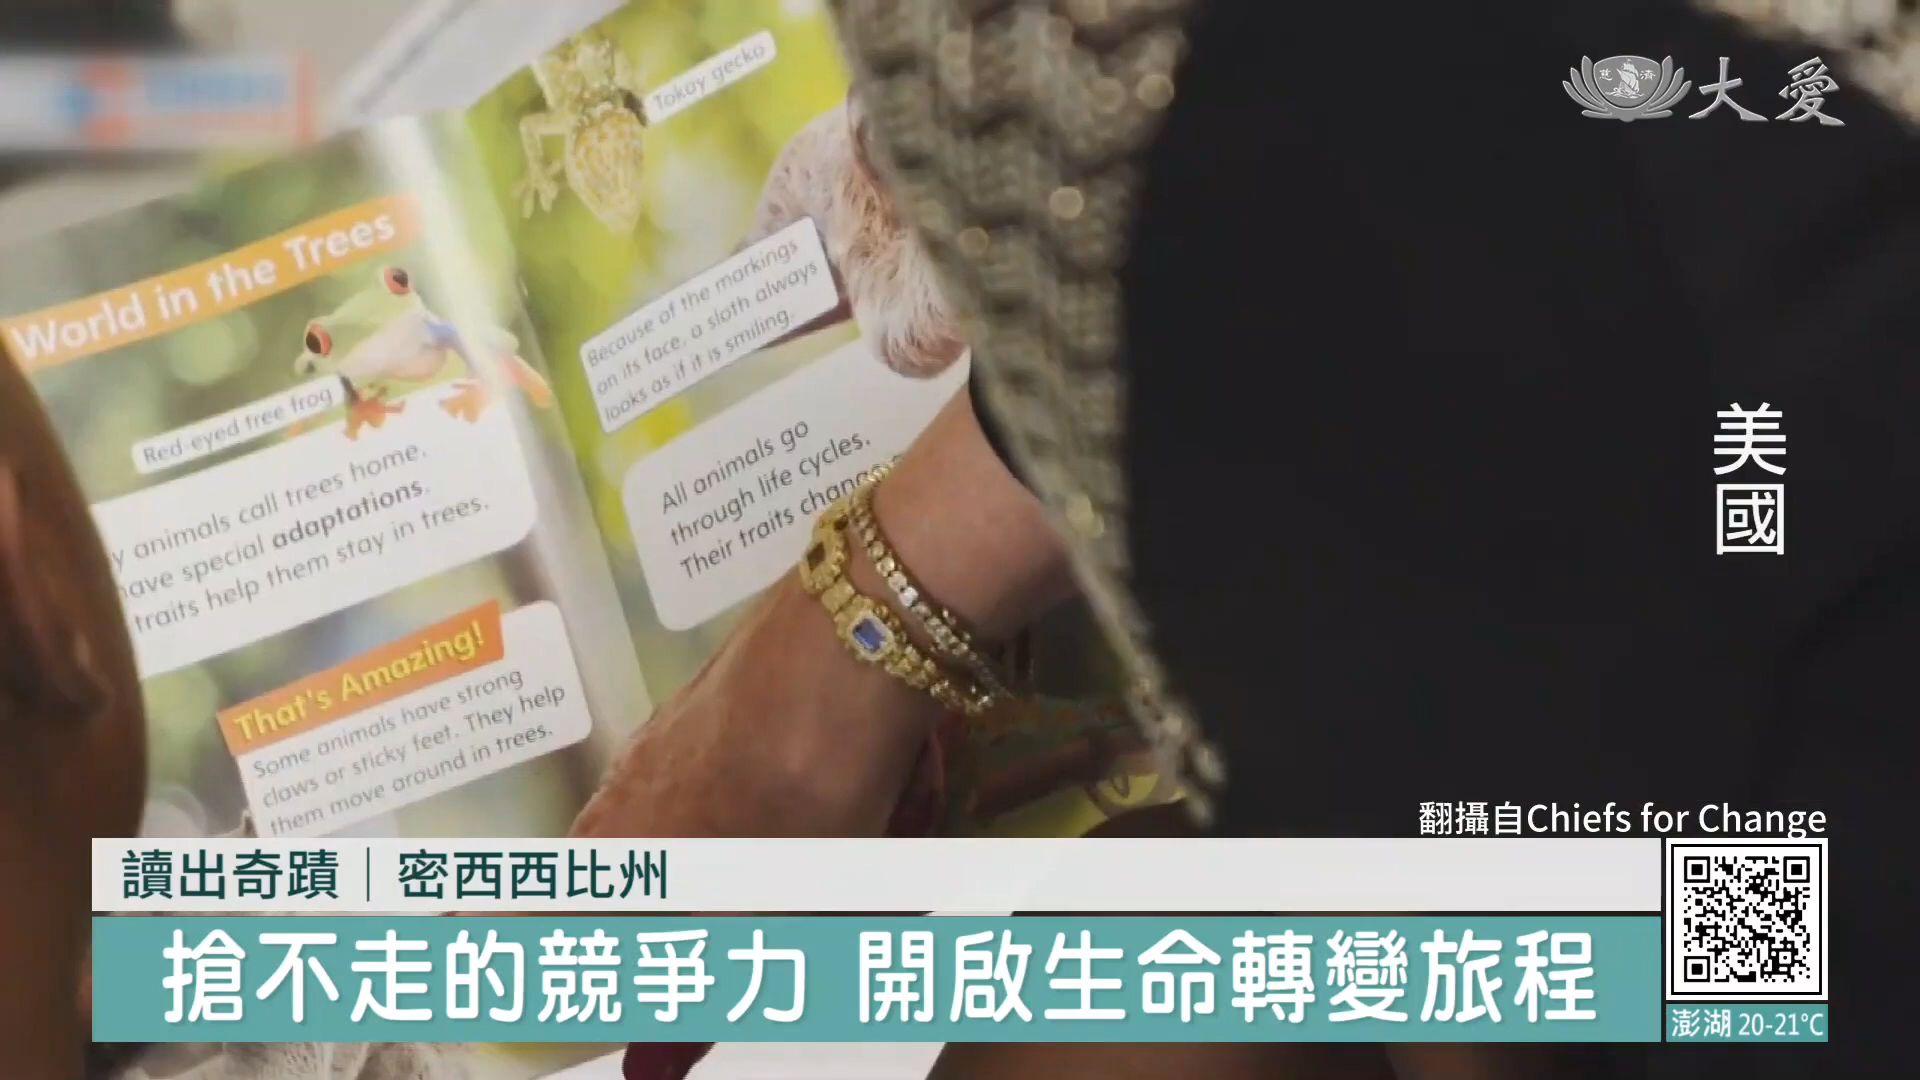 Tokay gecko
慈濟
大愛
World in the Trees
Because of the markings
on its face, a sloth always
looks as if it is smiling.
Red-eyed tree frog
y animals call trees home.
have special adaptations.
traits help them stay in trees.
All animals go
through life cycles.
Their traits chang
That's Amazing!
Some animals have strong
claws or sticky feet. They help
them move around in trees.
美國
翻攝自Chiefs for Change
讀出奇蹟｜密西西比州
搶不走的競爭力 開啟生命轉變旅程
澎湖 20-21°C